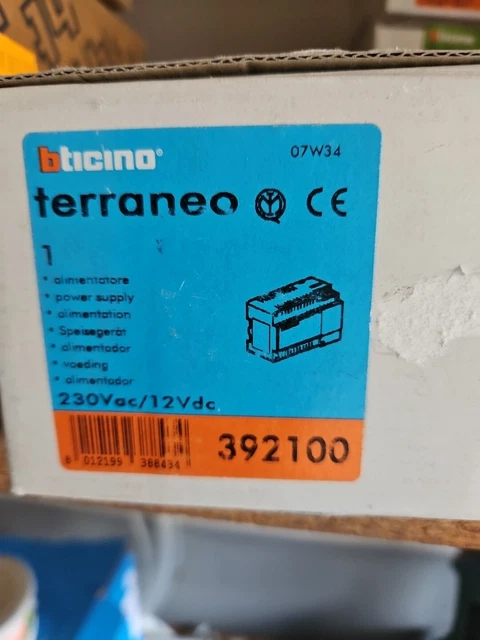 14
bticino
07W34
terraneo CE
1
• alimentatore
• power supply
• alimentation
• Speisegerät
• alimentador
• voeding
• alimentador
230Vac/12Vdc
392100
8 012199 388434